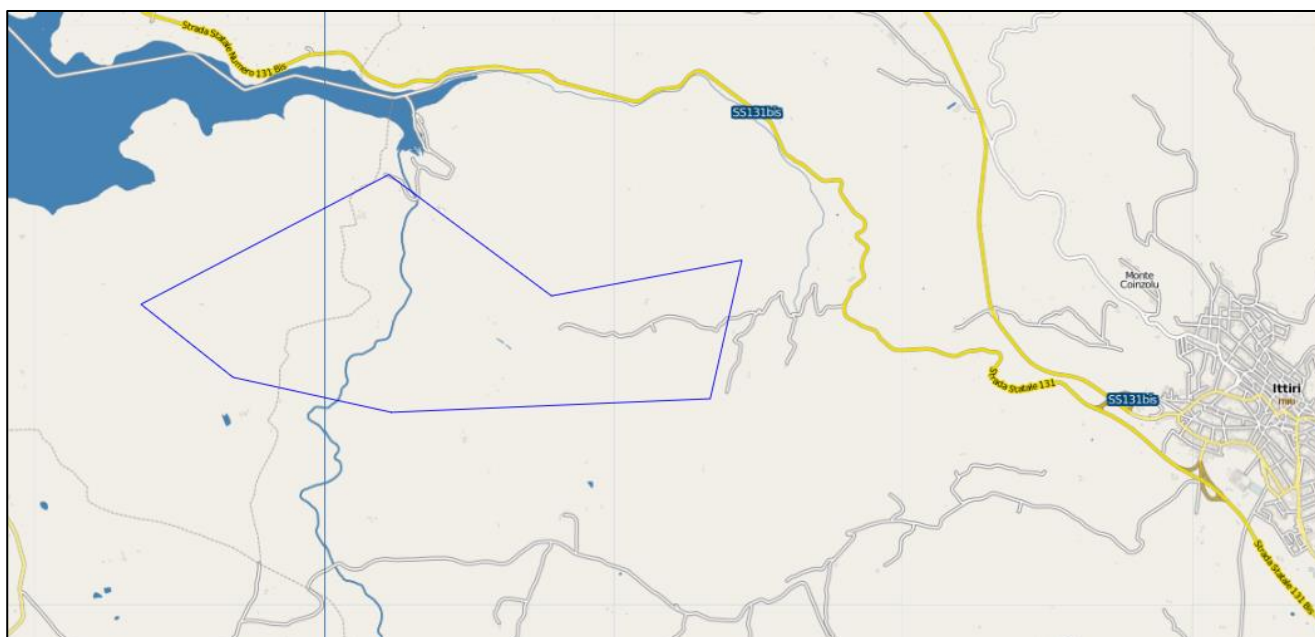 Strada Statale Numero 131 Bis
SS131bis
Monte
Coinzolu
Ittiri
Strada Statale 131
SS131bis
Strada Statale 131 Bis